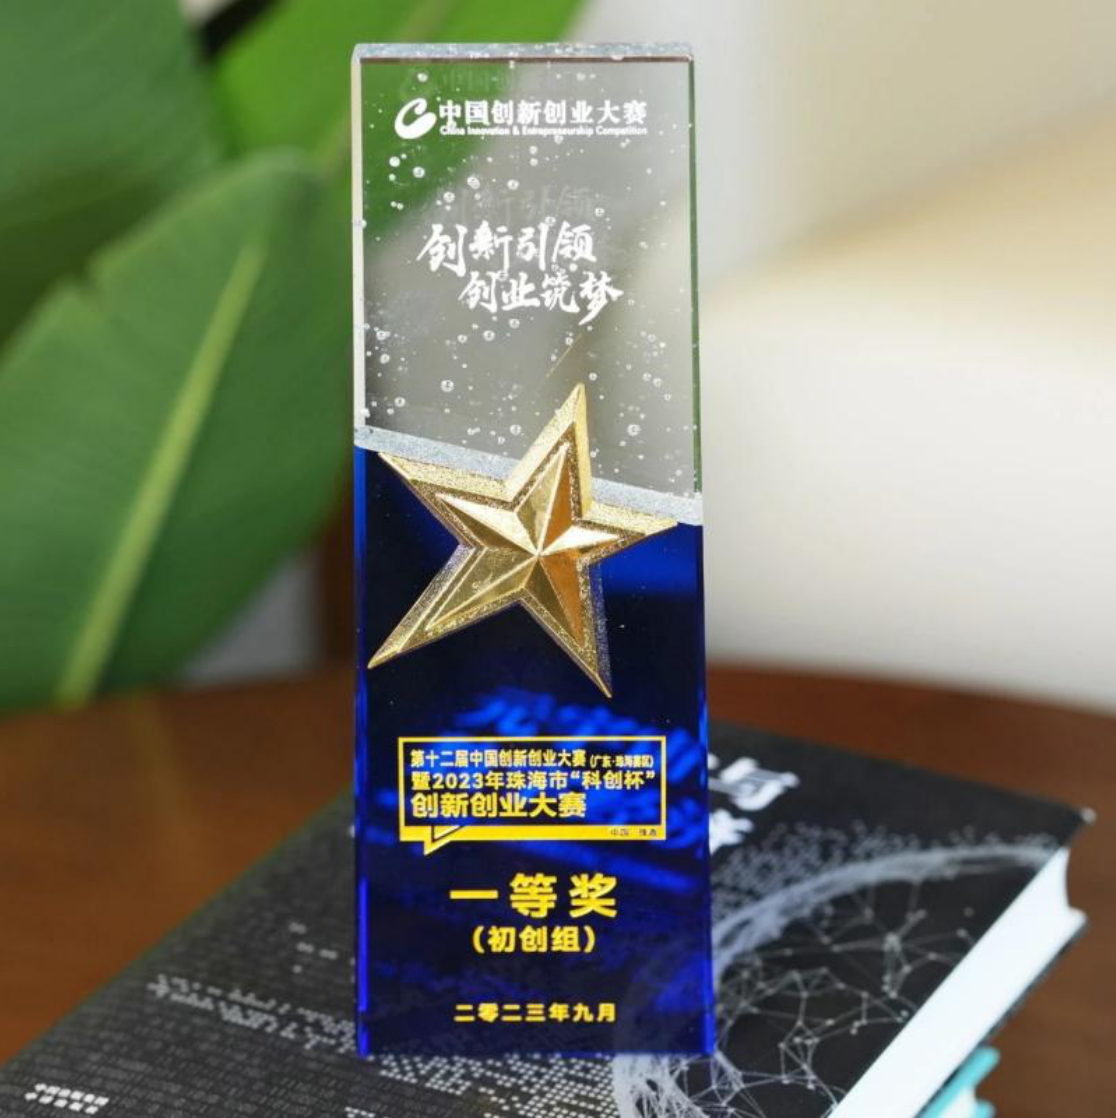 中国创新创业大赛
China Innovation & Entrepreneurship Competition
创新引领
创业筑梦
第十二届中国创新创业大赛(广东·珠海赛区)
暨2023年珠海市“科创杯”
创新创业大赛
中国 珠海
一等奖
(初创组)
二零二三年九月